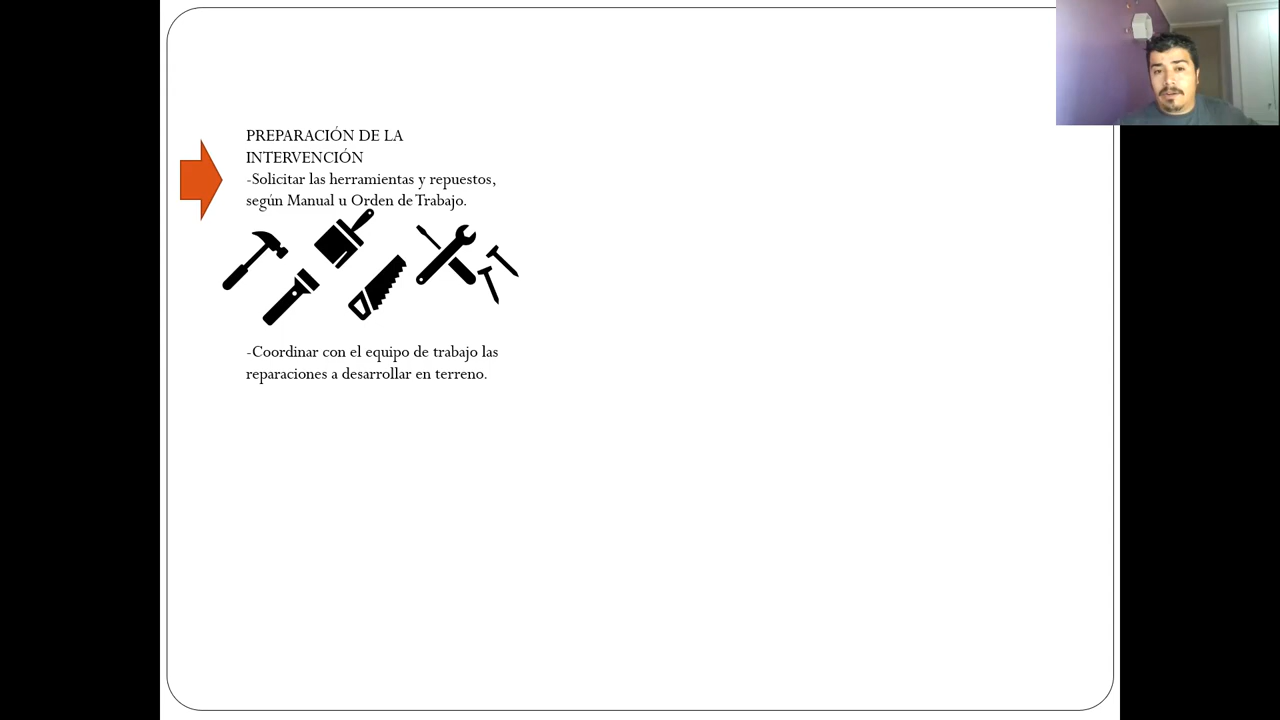 PREPARACIÓN DE LA
INTERVENCIÓN
-Solicitar las herramientas y repuestos,
según Manual u Orden de Trabajo.
-Coordinar con el equipo de trabajo las
reparaciones a desarrollar en terreno.